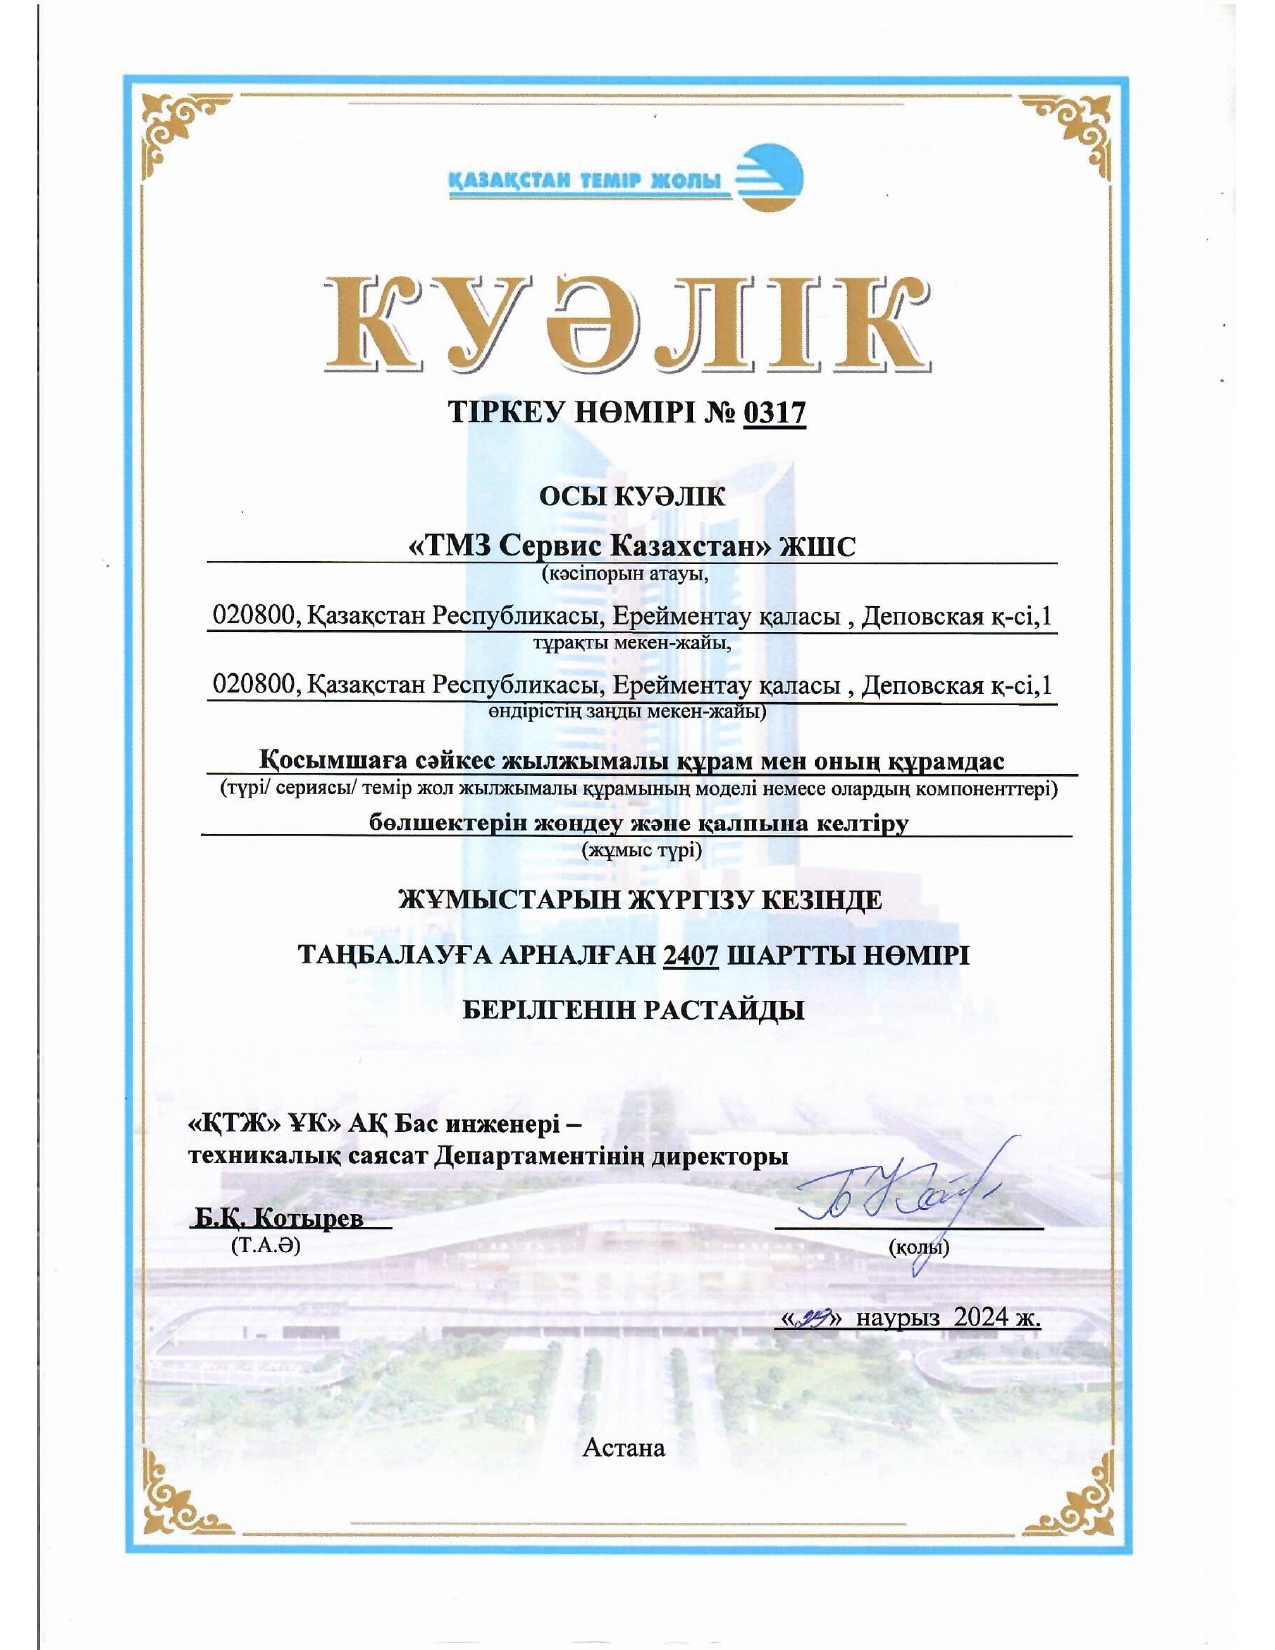 ҚАЗАҚСТАН ТЕМІР ЖОЛЫ
КУӘЛІК
ТІРКЕУ НӨМІРІ № 0317
ОСЫ КУӘЛІК
«ТМЗ Сервис Казахстан» ЖШС
(кәсіпорын атауы,
020800, Қазақстан Республикасы, Ерейментау қаласы , Деповская қ-сі,1
тұрақты мекен-жайы,
020800, Қазақстан Республикасы, Ерейментау қаласы , Деповская қ-сі,1
өндірістің заңды мекен-жайы)
Қосымшаға сәйкес жылжымалы құрам мен оның құрамдас
(түрі/ сериясы/ темір жол жылжымалы құрамының моделі немесе олардың компоненттері)
бөлшектерін жөндеу және қалпына келтіру
(жұмыс түрі)
ЖҰМЫСТАРЫН ЖҮРГІЗУ КЕЗІНДЕ
ТАҢБАЛАУҒА АРНАЛҒАН 2407 ШАРТТЫ НӨМІРІ
БЕРІЛГЕНІН РАСТАЙДЫ
«ҚТЖ» ҰК» АҚ Бас инженері –
техникалық саясат Департаментінің директоры
Б.Қ. Котырев
(Т.А.Ә)
(қолы)
« » наурыз 2024 ж.
Астана